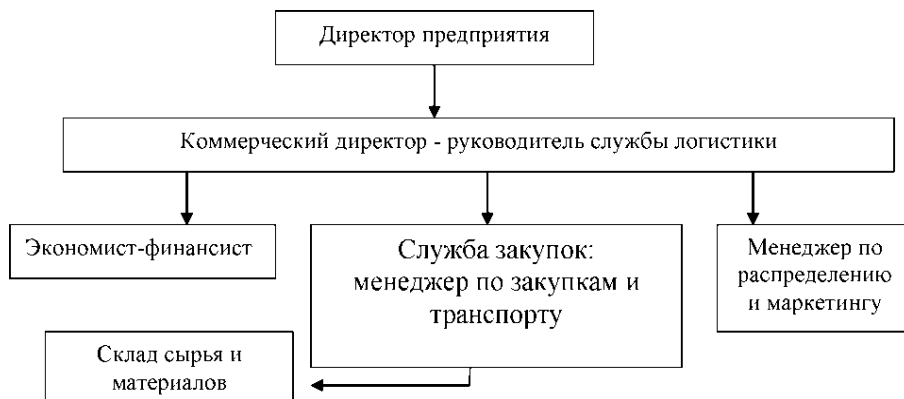 Директор предприятия
Коммерческий директор - руководитель службы логистики
Экономист-финансист
Служба закупок:
менеджер по закупкам и
транспорту
Менеджер по
распределению
и маркетингу
Склад сырья и
материалов